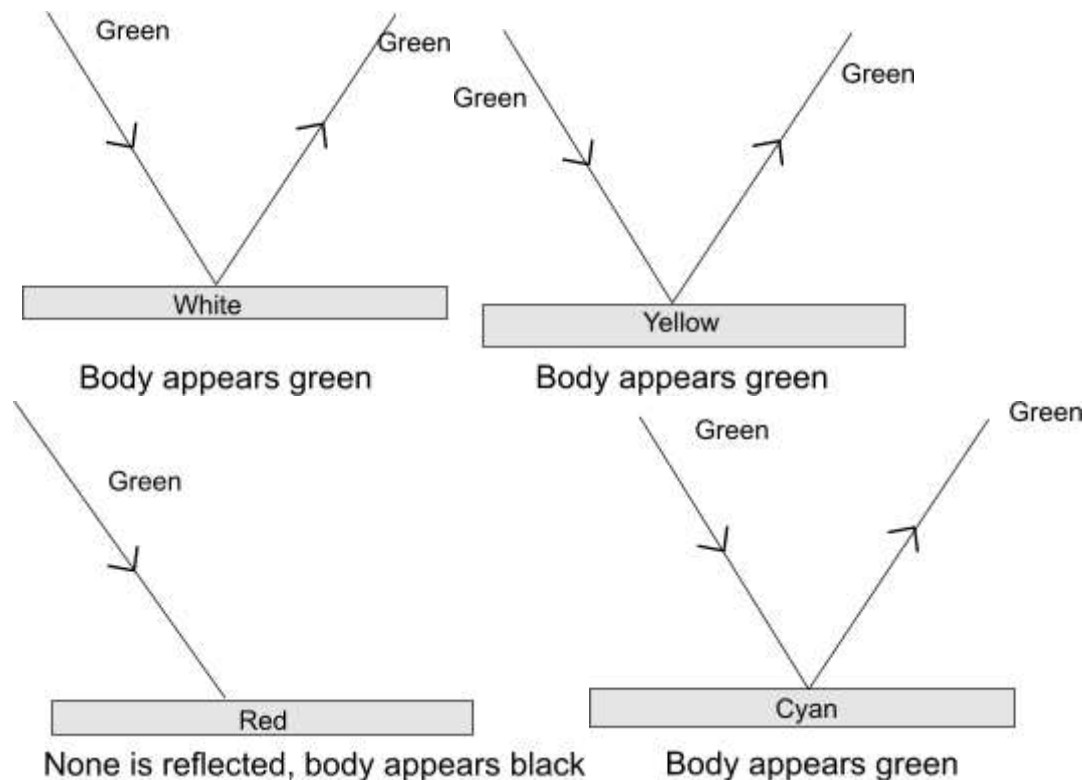 Green
Green
White
Body appears green
Green
Green
Yellow
Body appears green
Green
Red
None is reflected, body appears black
Green
Green
Cyan
Body appears green